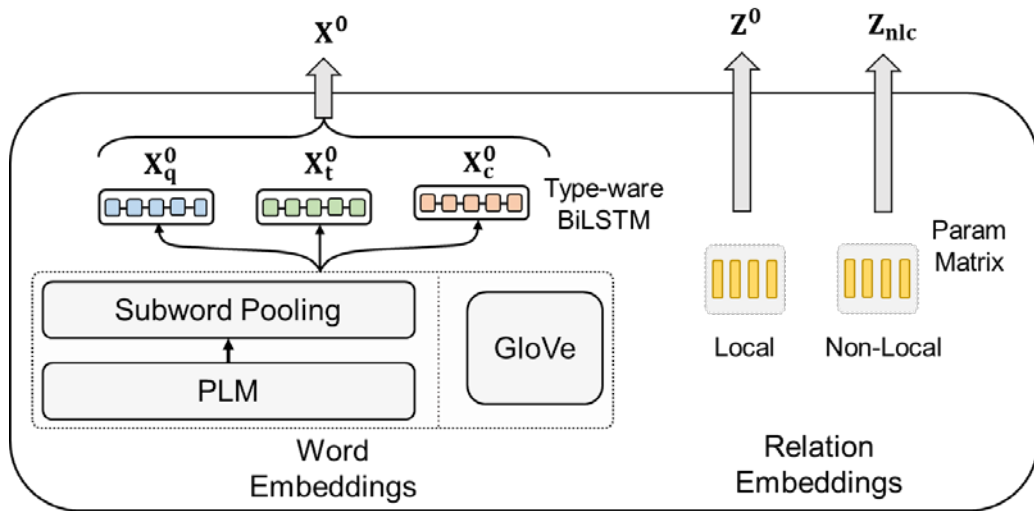 X⁰ Z⁰ Z_nlc
X_q⁰ X_t⁰ X_c⁰
Type-ware
BiLSTM
Subword Pooling
PLM
GloVe
Word
Embeddings
Param
Matrix
Local Non-Local
Relation
Embeddings